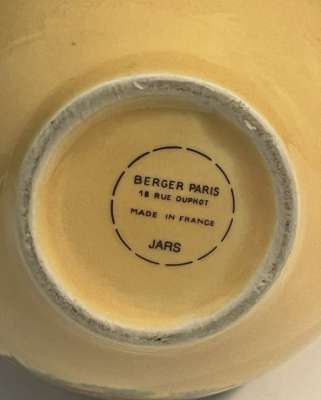 BERGER PARIS
18 RUE DUPHOT
MADE IN FRANCE
JARS